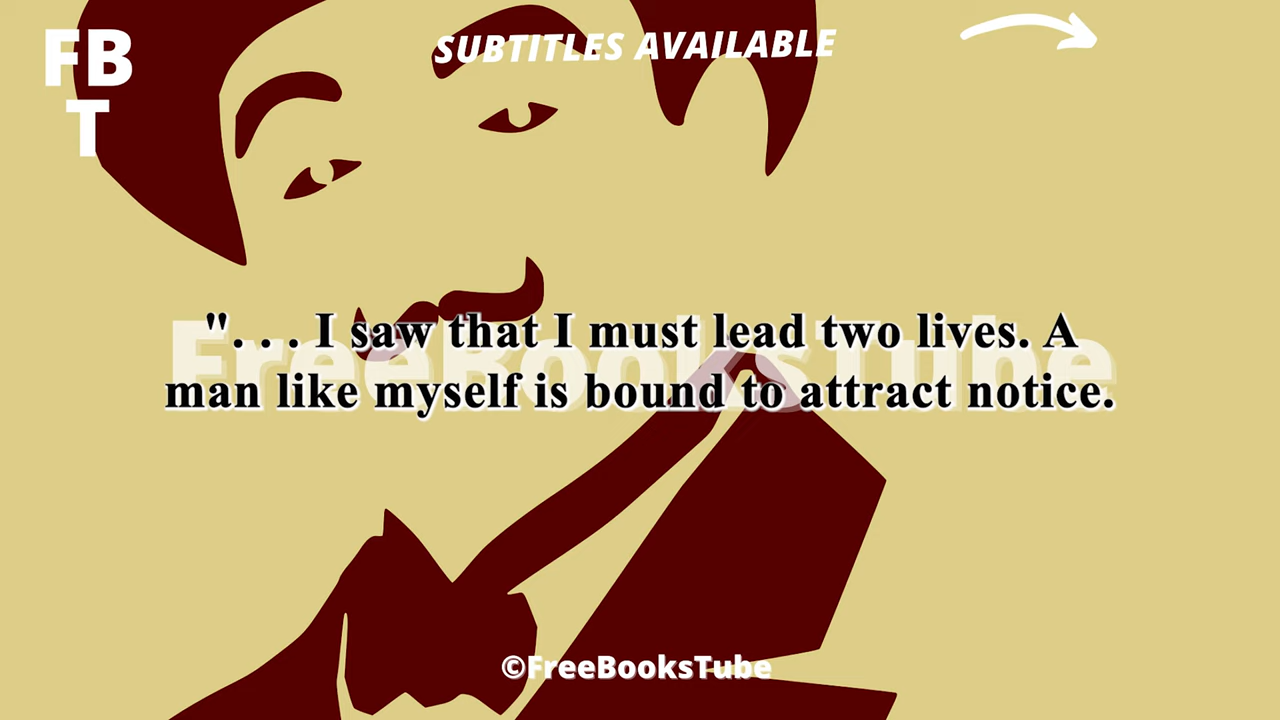 FB
T
SUBTITLES AVAILABLE
FreeBooksTube
". . . I saw that I must lead two lives. A
man like myself is bound to attract notice.
©FreeBooksTube